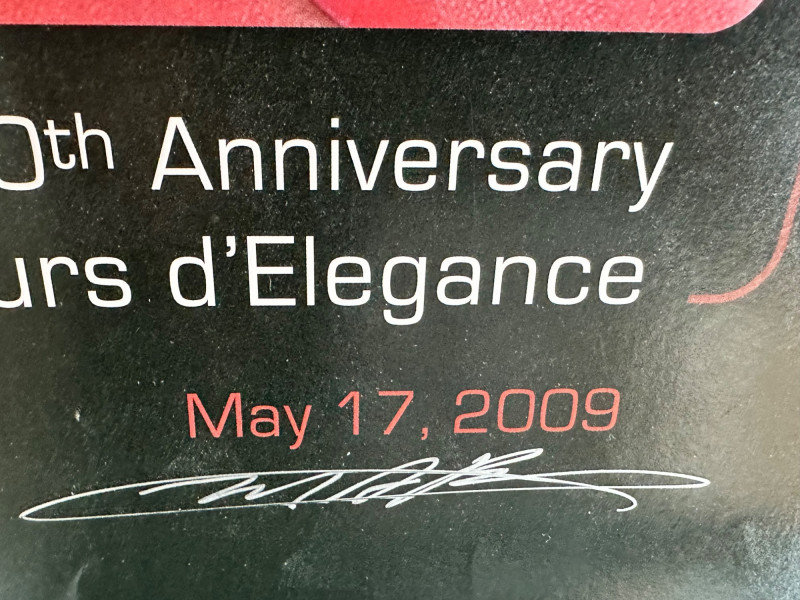 0th Anniversary
urs d'Elegance
May 17, 2009